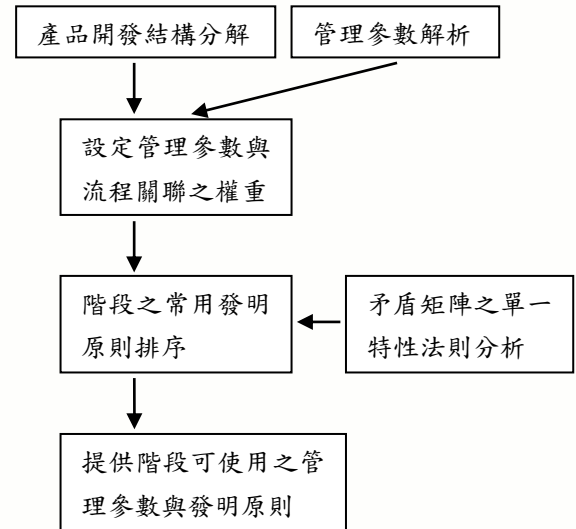 產品開發結構分解
管理參數解析
設定管理參數與
流程關聯之權重
階段之常用發明
原則排序
矛盾矩陣之單一
特性法則分析
提供階段可使用之管
理參數與發明原則